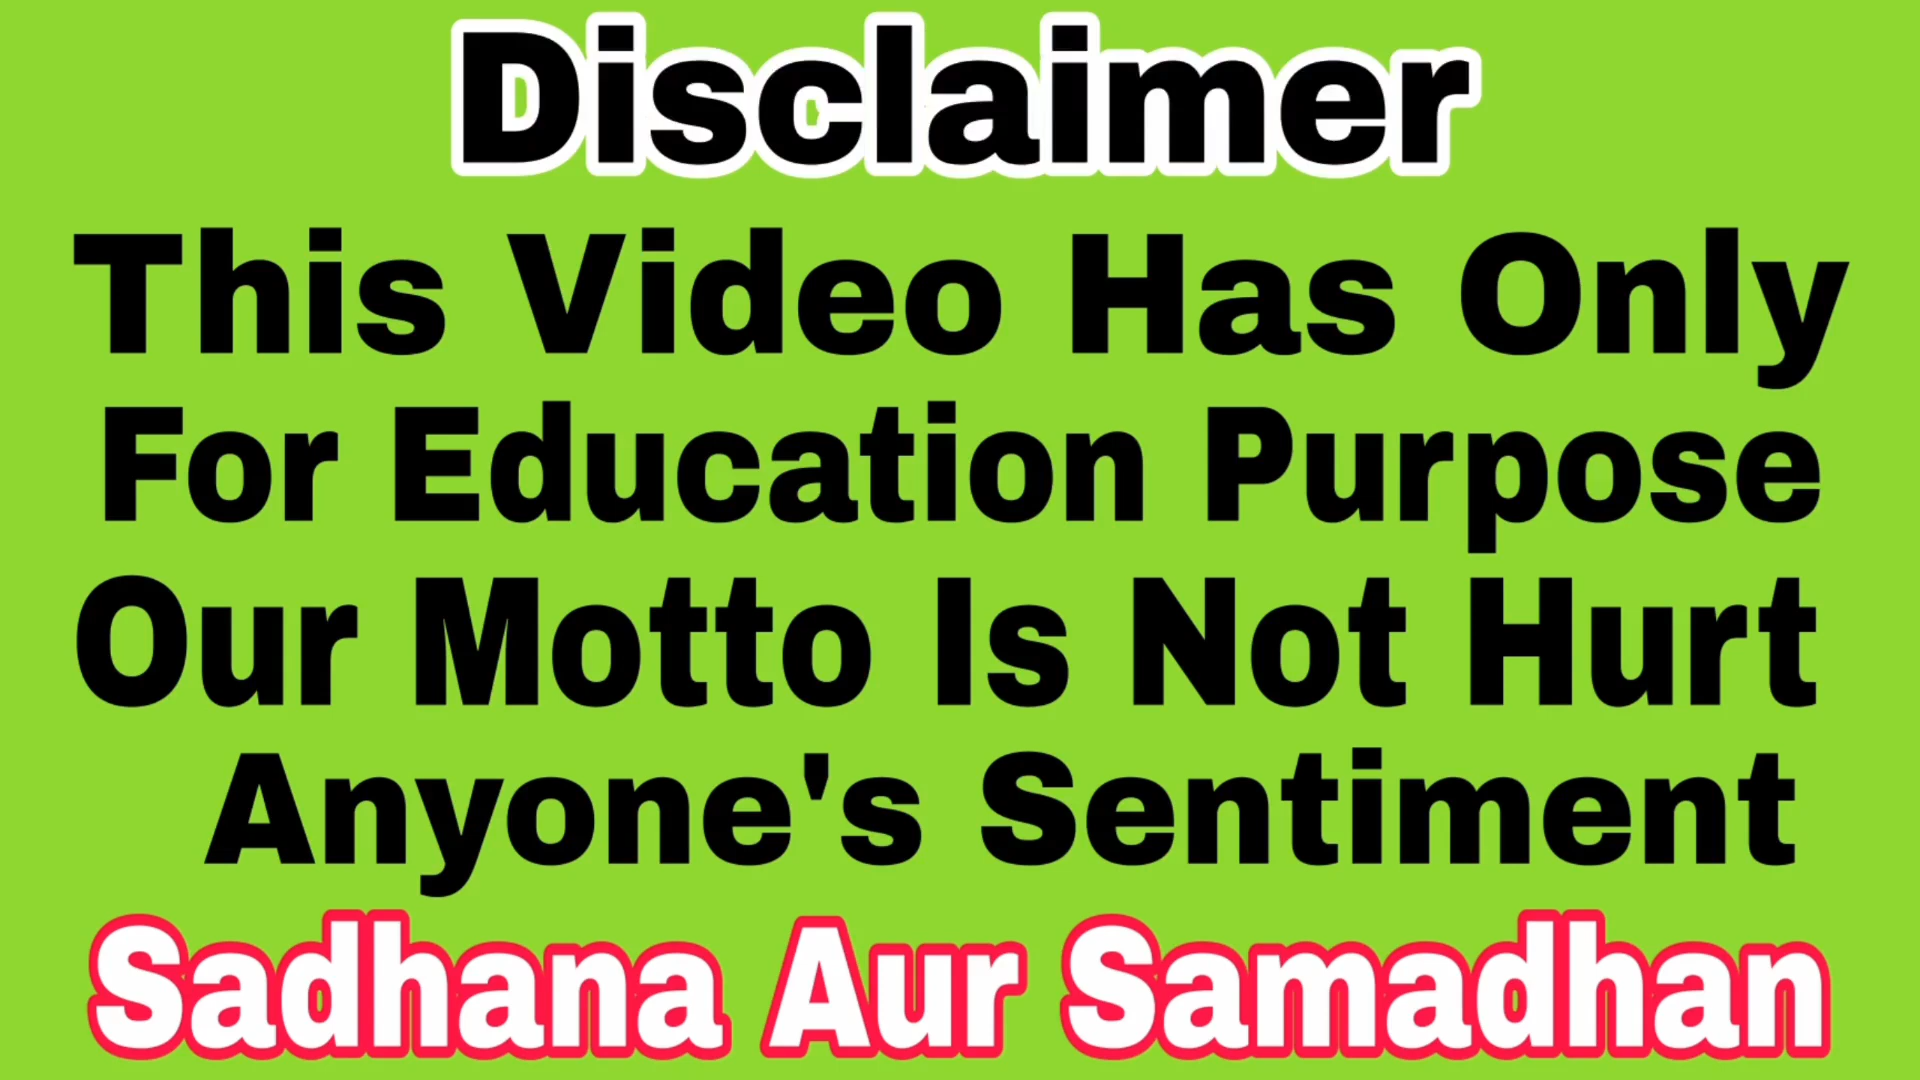 Disclaimer
This Video Has Only
For Education Purpose
Our Motto Is Not Hurt
Anyone's Sentiment
Sadhana Aur Samadhan